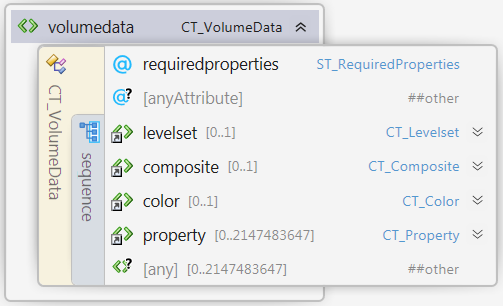 volumedata CT_VolumeData
CT_VolumeData
sequence
requiredproperties ST_RequiredProperties
[anyAttribute] ##other
levelset [0..1] CT_Levelset
composite [0..1] CT_Composite
color [0..1] CT_Color
property [0..2147483647] CT_Property
[any] [0..2147483647] ##other